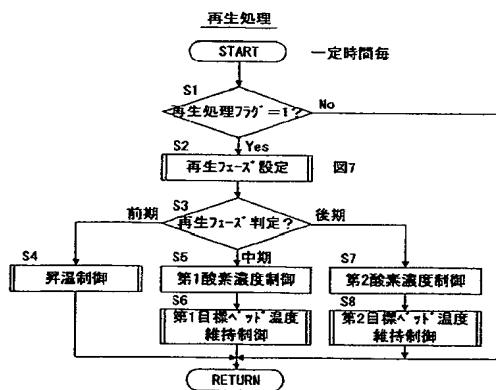 再生処理
START
一定時間毎
S1
再生処理ﾌﾗｸﾞ=1?
No
Yes
S2
再生ﾌｪｰｽﾞ設定
図7
S3
再生ﾌｪｰｽﾞ判定?
前期
中期
後期
S4
昇温制御
S5
第1酸素濃度制御
S7
第2酸素濃度制御
S6
第1目標ﾍﾞｯﾄﾞ温度
維持制御
S8
第2目標ﾍﾞｯﾄﾞ温度
維持制御
RETURN